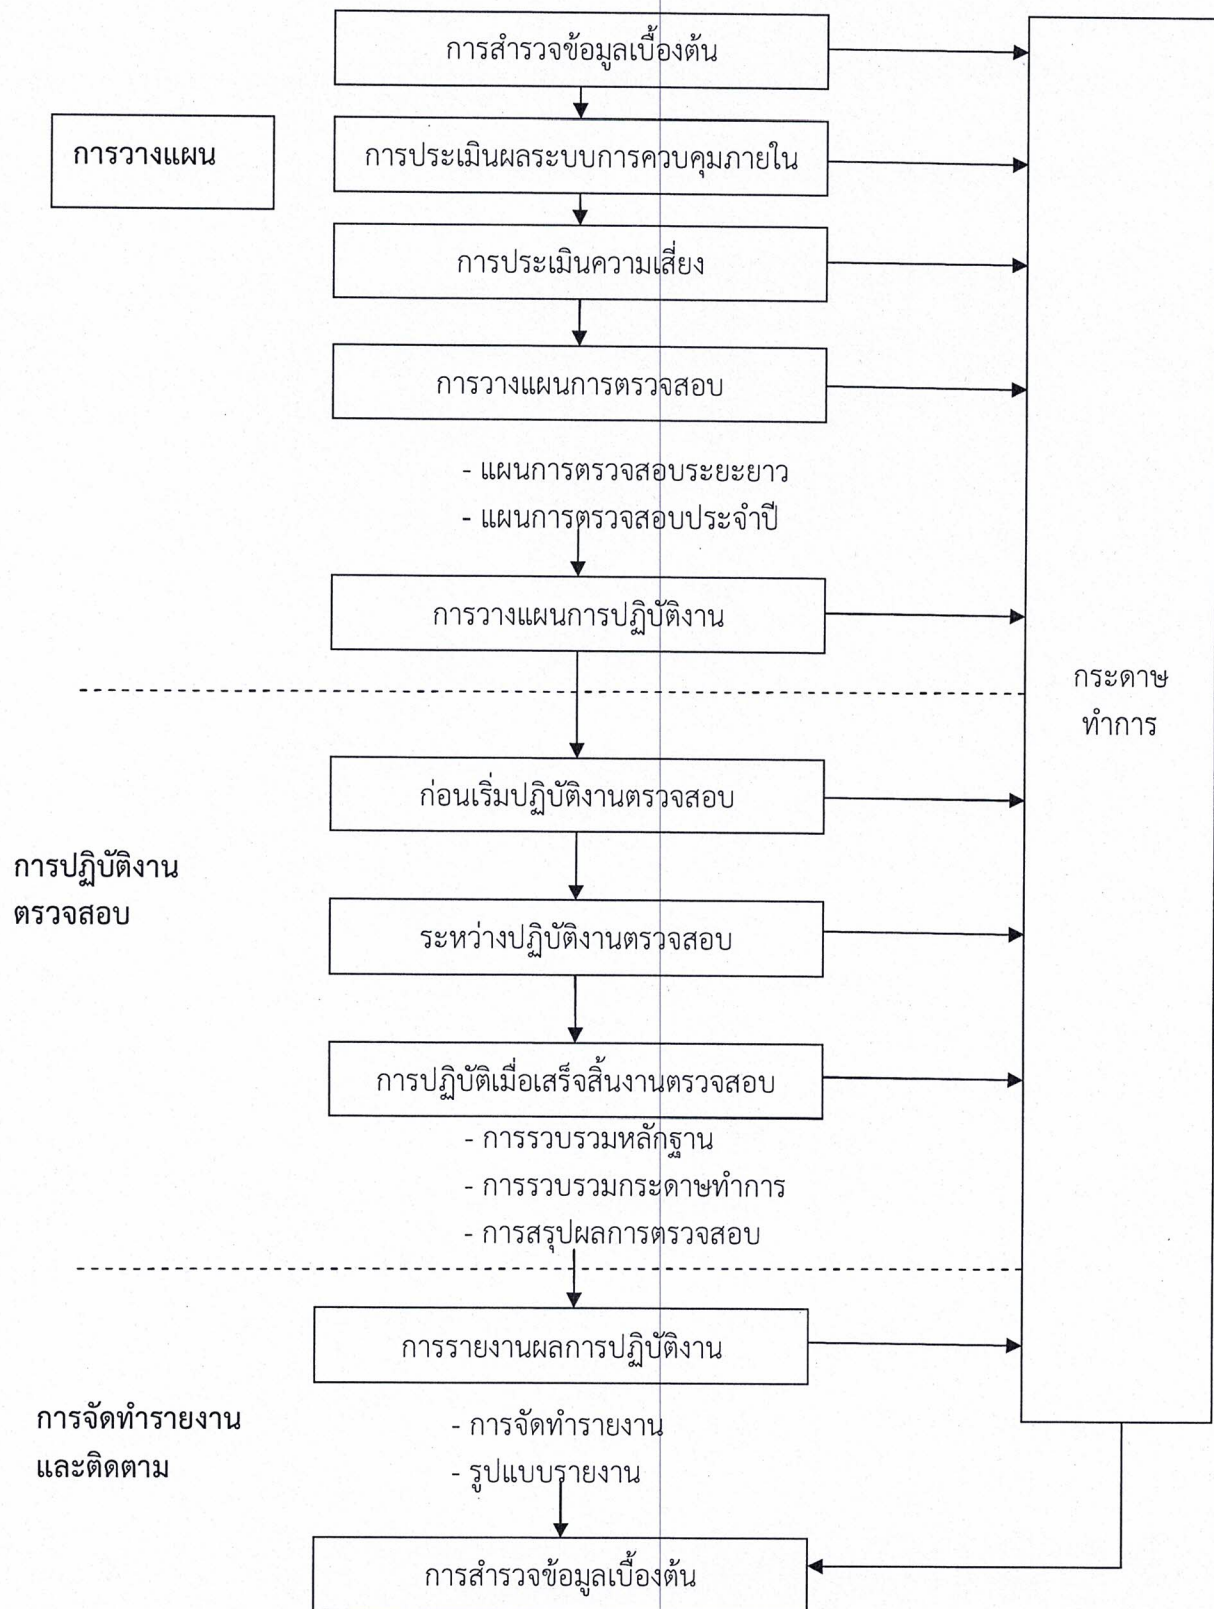 การสำรวจข้อมูลเบื้องต้น
การวางแผน
การประเมินผลระบบการควบคุมภายใน
การประเมินความเสี่ยง
การวางแผนการตรวจสอบ
- แผนการตรวจสอบระยะยาว
- แผนการตรวจสอบประจำปี
การวางแผนการปฏิบัติงาน
กระดาษ
ทำการ
ก่อนเริ่มปฏิบัติงานตรวจสอบ
การปฏิบัติงาน
ตรวจสอบ
ระหว่างปฏิบัติงานตรวจสอบ
การปฏิบัติเมื่อเสร็จสิ้นงานตรวจสอบ
- การรวบรวมหลักฐาน
- การรวบรวมกระดาษทำการ
- การสรุปผลการตรวจสอบ
การรายงานผลการปฏิบัติงาน
การจัดทำรายงาน
และติดตาม
- การจัดทำรายงาน
- รูปแบบรายงาน
การสำรวจข้อมูลเบื้องต้น